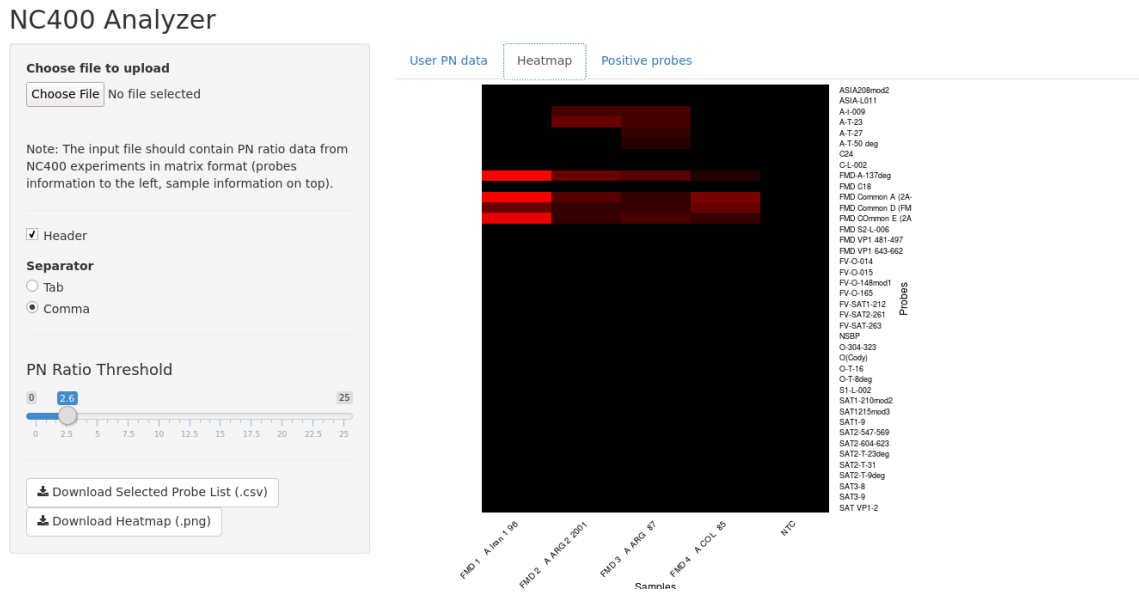 NC400 Analyzer
Choose file to upload
Choose File No file selected
Note: The input file should contain PN ratio data from
NC400 experiments in matrix format (probes
information to the left, sample information on top).
Header
Separator
Tab
Comma
PN Ratio Threshold
0 2.6 25
0 2.5 5 7.5 10 12.5 15 17.5 20 22.5 25
Download Selected Probe List (.csv)
Download Heatmap (.png)
User PN data Heatmap Positive probes
ASIA208mod2
ASIA-L011
A-t-009
A-T-23
A-T-27
A-T-50 deg
C24
C-L-002
FMD-A-137deg
FMD C18
FMD Common A (2A-
FMD Common D (FM
FMD COmmon E (2A
FMD S2-L-006
FMD VP1 481-497
FMD VP1 643-662
FV-O-014
FV-O-015
FV-O-148mod1
FV-O-165
FV-SAT1-212
FV-SAT2-261
FV-SAT-263
NSBP
O-304-323
O(Cody)
O-T-16
O-T-8deg
S1-L-002
SAT1-210mod2
SAT1215mod3
SAT1-9
SAT2-547-569
SAT2-604-623
SAT2-T-23deg
SAT2-T-31
SAT2-T-9deg
SAT3-8
SAT3-9
SAT VP1-2
Probes
FMD 1 A Iran 1 96
FMD 2 A ARG 2 2001
FMD 3 A ARG 87
FMD 4 A COL 85
NTC
Samples